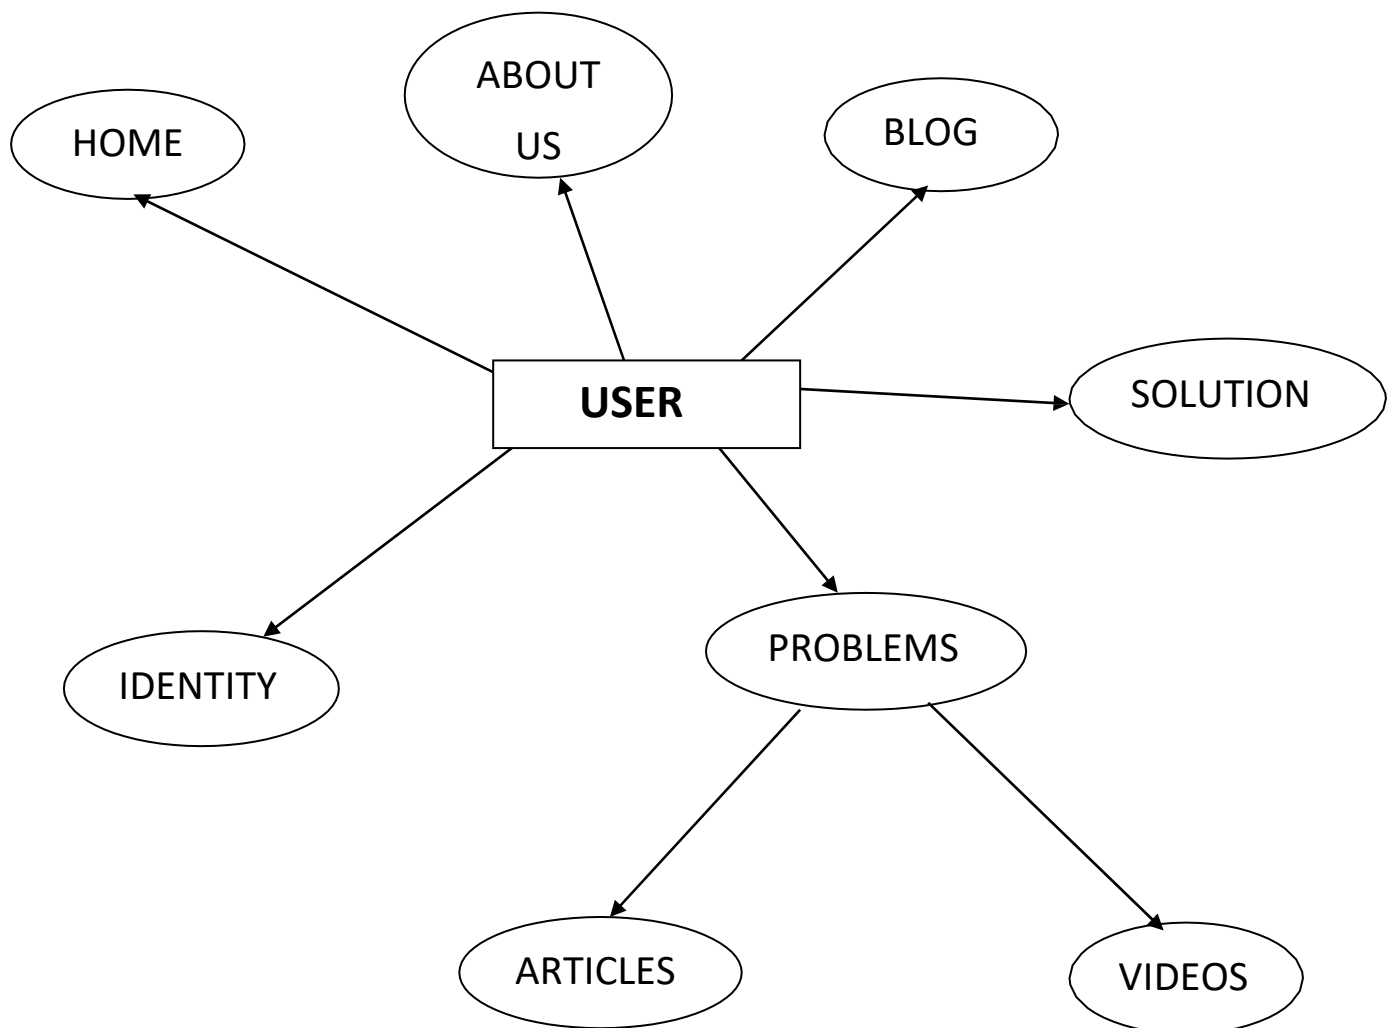 ABOUT
US
HOME
BLOG
USER
SOLUTION
PROBLEMS
IDENTITY
ARTICLES
VIDEOS